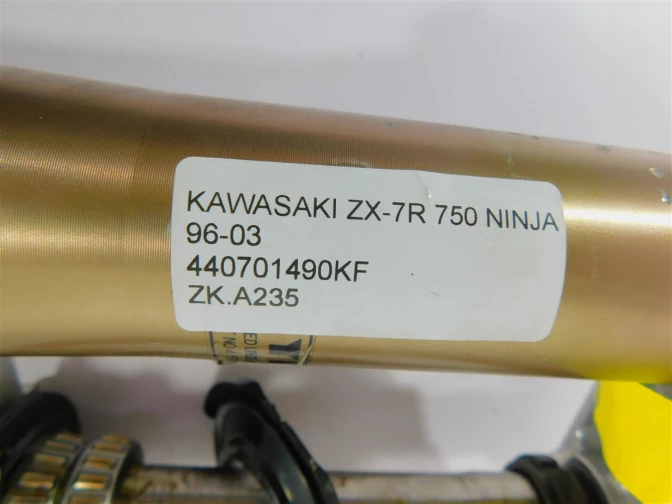 KAWASAKI ZX-7R 750 NINJA
96-03
440701490KF
ZK.A235